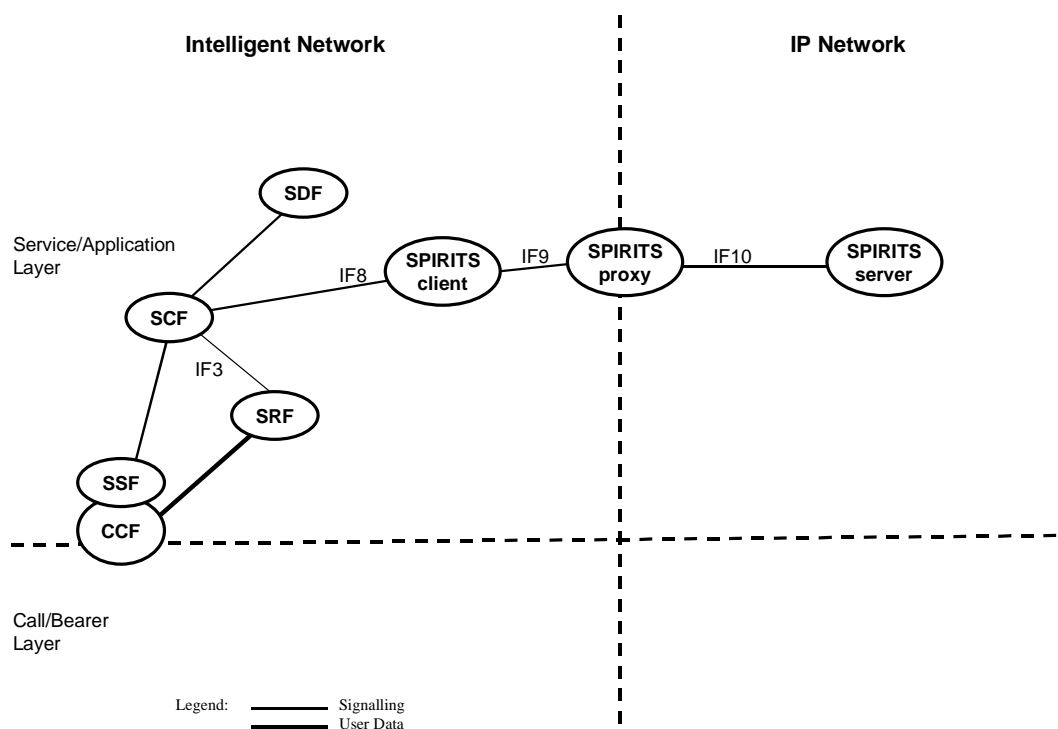 Intelligent Network
IP Network
SDF
Service/Application
Layer
SPIRITS
client
IF8
IF9
SPIRITS
proxy
IF10
SPIRITS
server
SCF
IF3
SRF
SSF
CCF
Call/Bearer
Layer
Legend:
Signalling
User Data